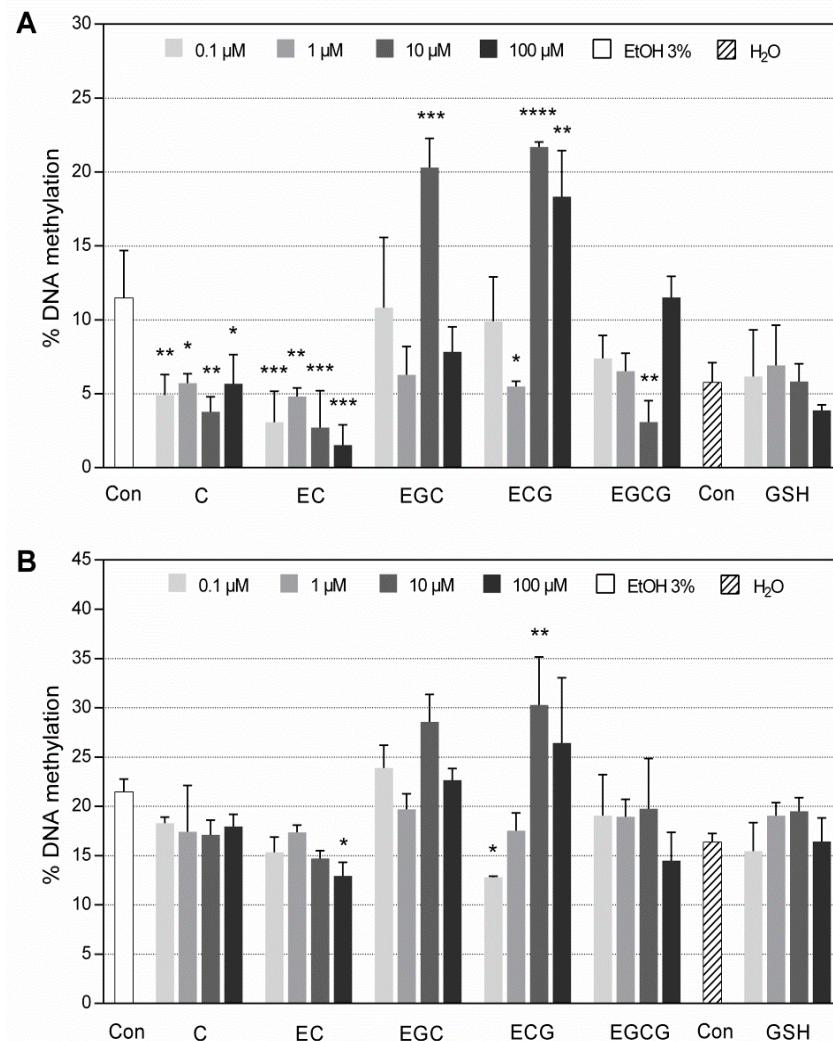 A
30
0.1 µM 1 µM 10 µM 100 µM EtOH 3% H₂O
25
20
15
10
5
0
% DNA methylation
*** **** **
** * ** * *** ** *** *** * **
Con C EC EGC ECG EGCG Con GSH
B
45
0.1 µM 1 µM 10 µM 100 µM EtOH 3% H₂O
40
35
30
25
20
15
10
5
0
% DNA methylation
**
* *
Con C EC EGC ECG EGCG Con GSH